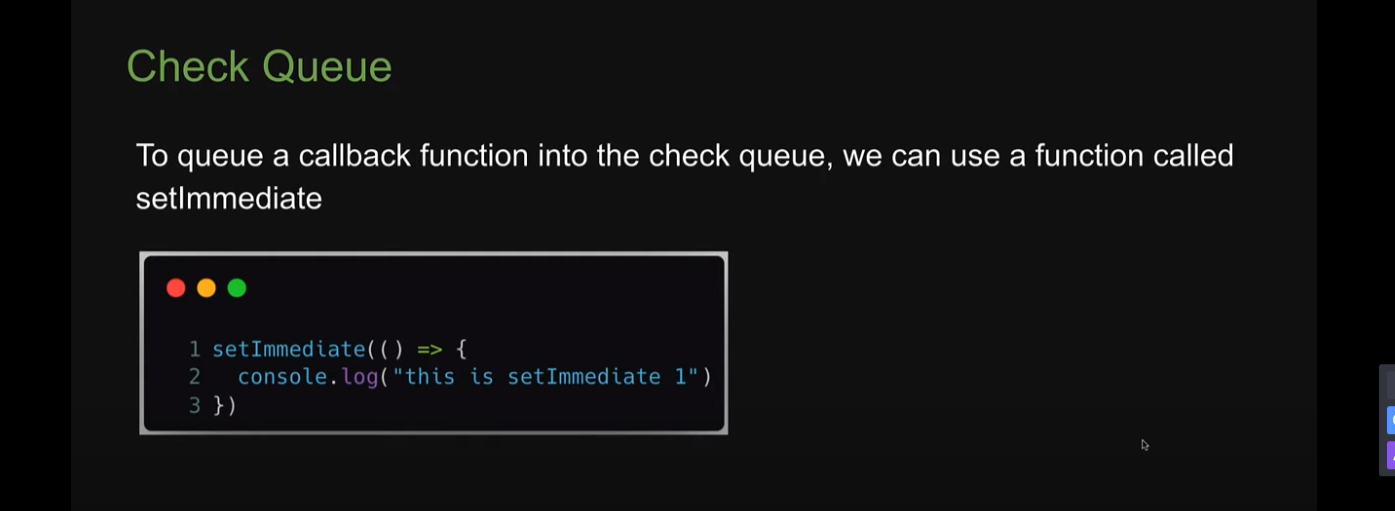 Check Queue
To queue a callback function into the check queue, we can use a function called
setImmediate
1 setImmediate(() => {
2   console.log("this is setImmediate 1")
3 })